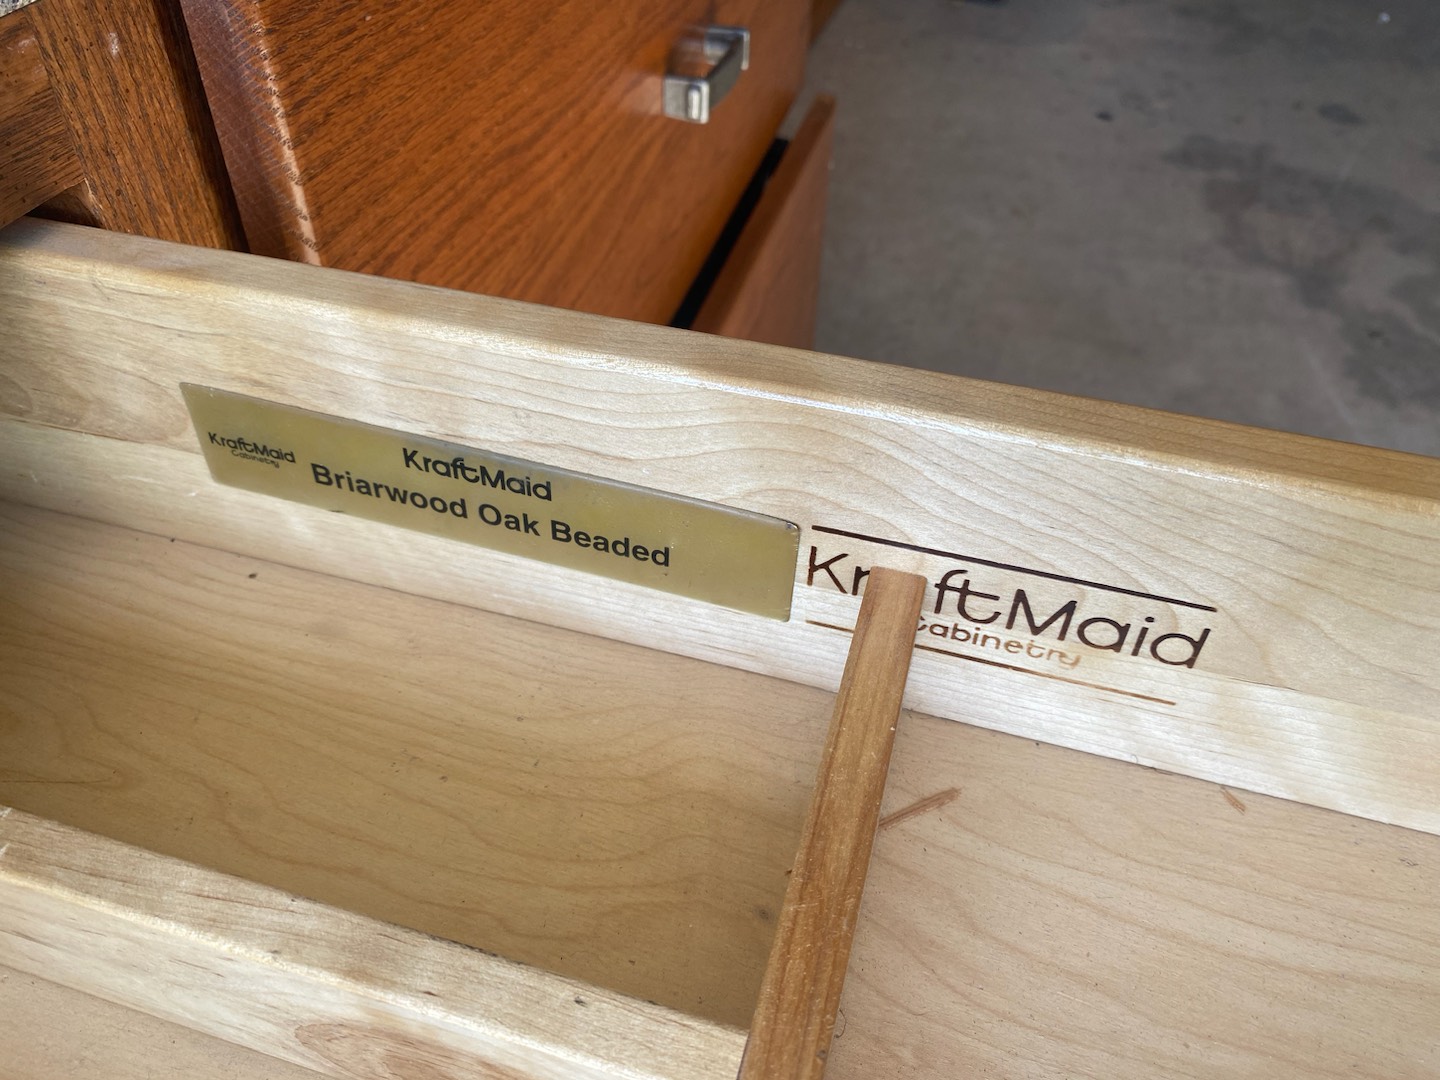 KraftMaid
Cabinetry
KraftMaid
Briarwood Oak Beaded
KraftMaid
Cabinetry